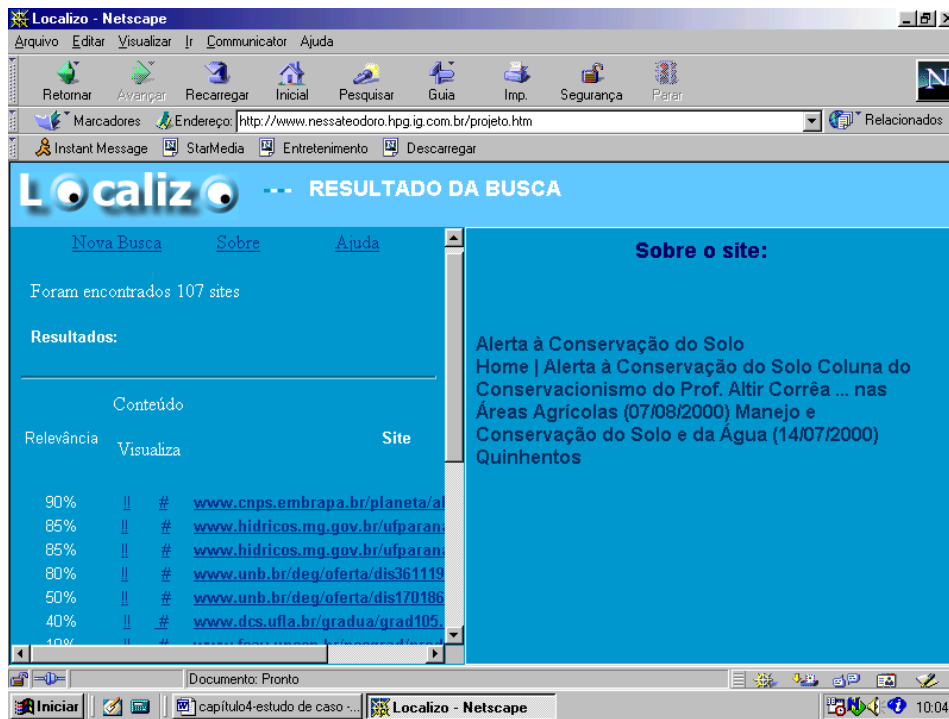 Localizo - Netscape
Arquivo Editar Visualizar Ir Communicator Ajuda
Retornar Avançar Recarregar Inicial Pesquisar Guia Imp. Segurança Parar
N
Marcadores Endereço: http://www.nessateodoro.hpg.ig.com.br/projeto.htm Relacionados
Instant Message StarMedia Entretenimento Descarregar
Localizo --- RESULTADO DA BUSCA
Nova Busca Sobre Ajuda
Foram encontrados 107 sites
Resultados:
Conteúdo
Relevância Visualiza Site
90% !! # www.cnps.embrapa.br/planeta/al
85% !! # www.hidricos.mg.gov.br/ufparana
85% !! # www.hidricos.mg.gov.br/ufparana
80% !! # www.unb.br/deg/oferta/dis361119
50% !! # www.unb.br/deg/oferta/dis170186
40% !! # www.dcs.ufla.br/gradua/grad105.
10% !! #
Sobre o site:
Alerta à Conservação do Solo
Home | Alerta à Conservação do Solo Coluna do
Conservacionismo do Prof. Altir Corrêa ... nas
Áreas Agrícolas (07/08/2000) Manejo e
Conservação do Solo e da Água (14/07/2000)
Quinhentos
Documento: Pronto
Iniciar capítulo4-estudo de caso -... Localizo - Netscape 10:04